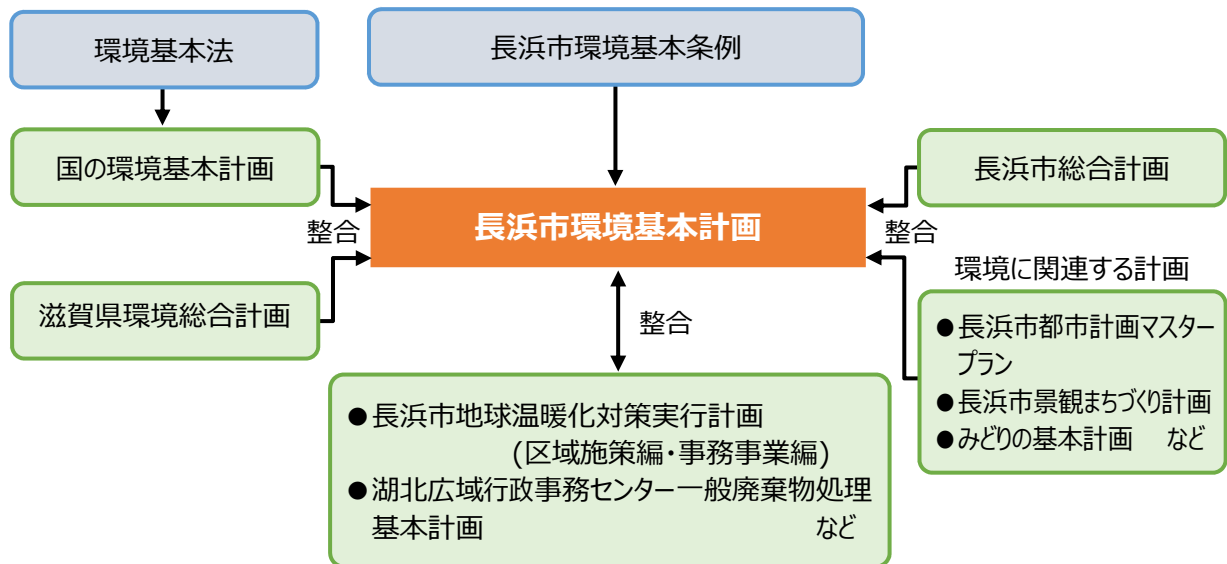 環境基本法
長浜市環境基本条例
国の環境基本計画
長浜市総合計画
長浜市環境基本計画
整合
整合
滋賀県環境総合計画
環境に関連する計画
整合
●長浜市都市計画マスター
プラン
●長浜市景観まちづくり計画
●みどりの基本計画 など
●長浜市地球温暖化対策実行計画
(区域施策編・事務事業編)
●湖北広域行政事務センター一般廃棄物処理
基本計画 など